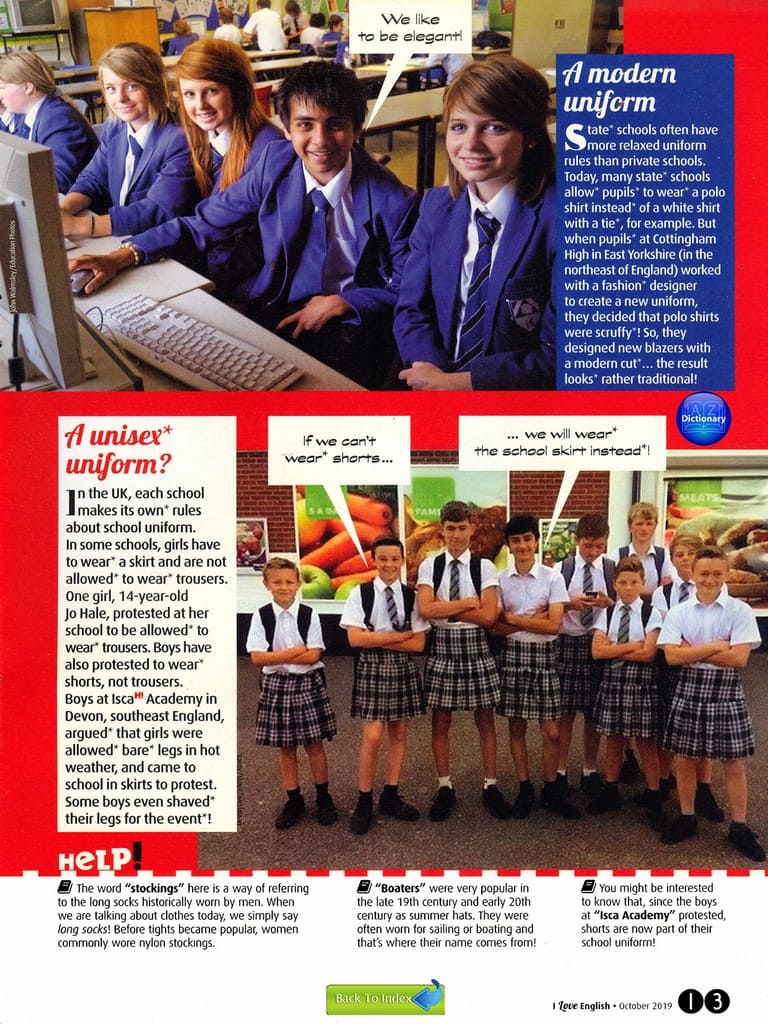 We like
to be elegant!
A modern
uniform
State* schools often have
more relaxed uniform
rules than private schools.
Today, many state* schools
allow* pupils* to wear* a polo
shirt instead* of a white shirt
with a tie*, for example. But
when pupils* at Cottingham
High in East Yorkshire (in the
northeast of England) worked
with a fashion* designer
to create a new uniform,
they decided that polo shirts
were scruffy*! So, they
designed new blazers with
a modern cut*... the result
looks* rather traditional!
John Walmsley/Education Photos
A Z
Dictionary
A unisex*
uniform?
In the UK, each school
makes its own* rules
about school uniform.
In some schools, girls have
to wear* a skirt and are not
allowed* to wear* trousers.
One girl, 14-year-old
Jo Hale, protested at her
school to be allowed* to
wear* trousers. Boys have
also protested to wear*
shorts, not trousers.
Boys at Isca H! Academy in
Devon, southeast England,
argued* that girls were
allowed* bare* legs in hot
weather, and came to
school in skirts to protest.
Some boys even shaved*
their legs for the event*!
If we can't
wear* shorts...
... we will wear*
the school skirt instead*!
5 A DAY
MEATS
HELP!
The word “stockings” here is a way of referring
to the long socks historically worn by men. When
we are talking about clothes today, we simply say
long socks! Before tights became popular, women
commonly wore nylon stockings.
“Boaters” were very popular in
the late 19th century and early 20th
century as summer hats. They were
often worn for sailing or boating and
that's where their name comes from!
You might be interested
to know that, since the boys
at “Isca Academy” protested,
shorts are now part of their
school uniform!
Back To Index
I Love English • October 2019 13